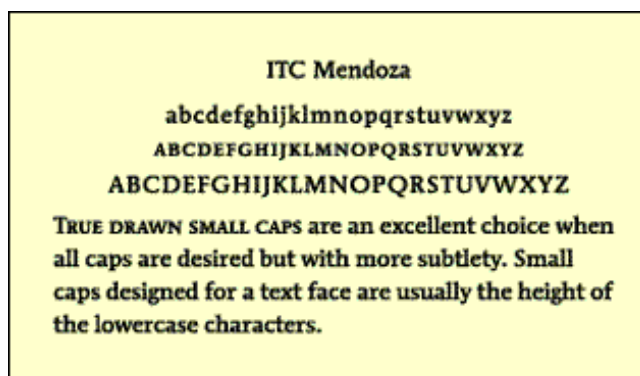 ITC Mendoza
abcdefghijklmnopqrstuvwxyz
ABCDEFGHIJKLMNOPQRSTUVWXYZ
ABCDEFGHIJKLMNOPQRSTUVWXYZ
TRUE DRAWN SMALL CAPS are an excellent choice when
all caps are desired but with more subtlety. Small
caps designed for a text face are usually the height of
the lowercase characters.